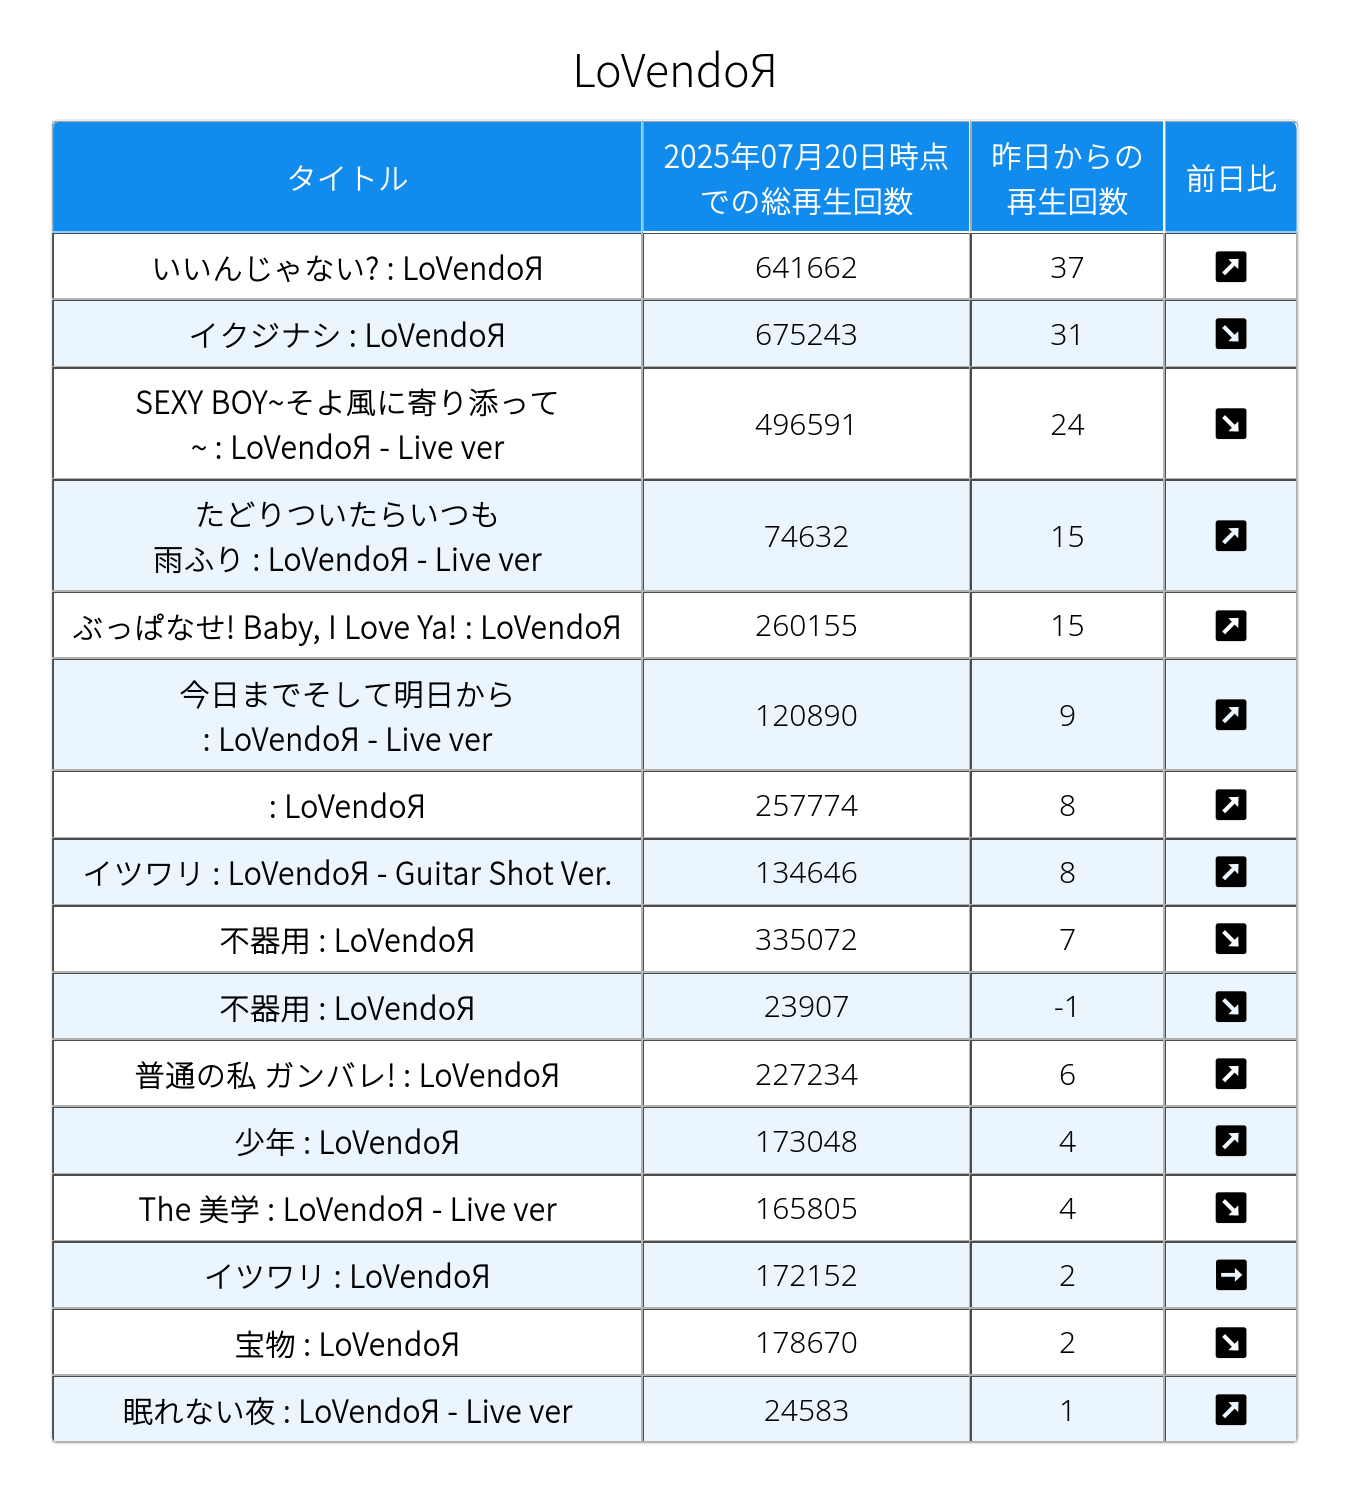 LoVendoЯ
タイトル
2025年07月20日時点
での総再生回数
昨日からの
再生回数
前日比
いいんじゃない? : LoVendoЯ
641662
37
イクジナシ : LoVendoЯ
675243
31
SEXY BOY~そよ風に寄り添って
~ : LoVendoЯ - Live ver
496591
24
たどりついたらいつも
雨ふり : LoVendoЯ - Live ver
74632
15
ぶっぱなせ! Baby, I Love Ya! : LoVendoЯ
260155
15
今日までそして明日から
: LoVendoЯ - Live ver
120890
9
: LoVendoЯ
257774
8
イツワリ : LoVendoЯ - Guitar Shot Ver.
134646
8
不器用 : LoVendoЯ
335072
7
不器用 : LoVendoЯ
23907
-1
普通の私 ガンバレ! : LoVendoЯ
227234
6
少年 : LoVendoЯ
173048
4
The 美学 : LoVendoЯ - Live ver
165805
4
イツワリ : LoVendoЯ
172152
2
宝物 : LoVendoЯ
178670
2
眠れない夜 : LoVendoЯ - Live ver
24583
1